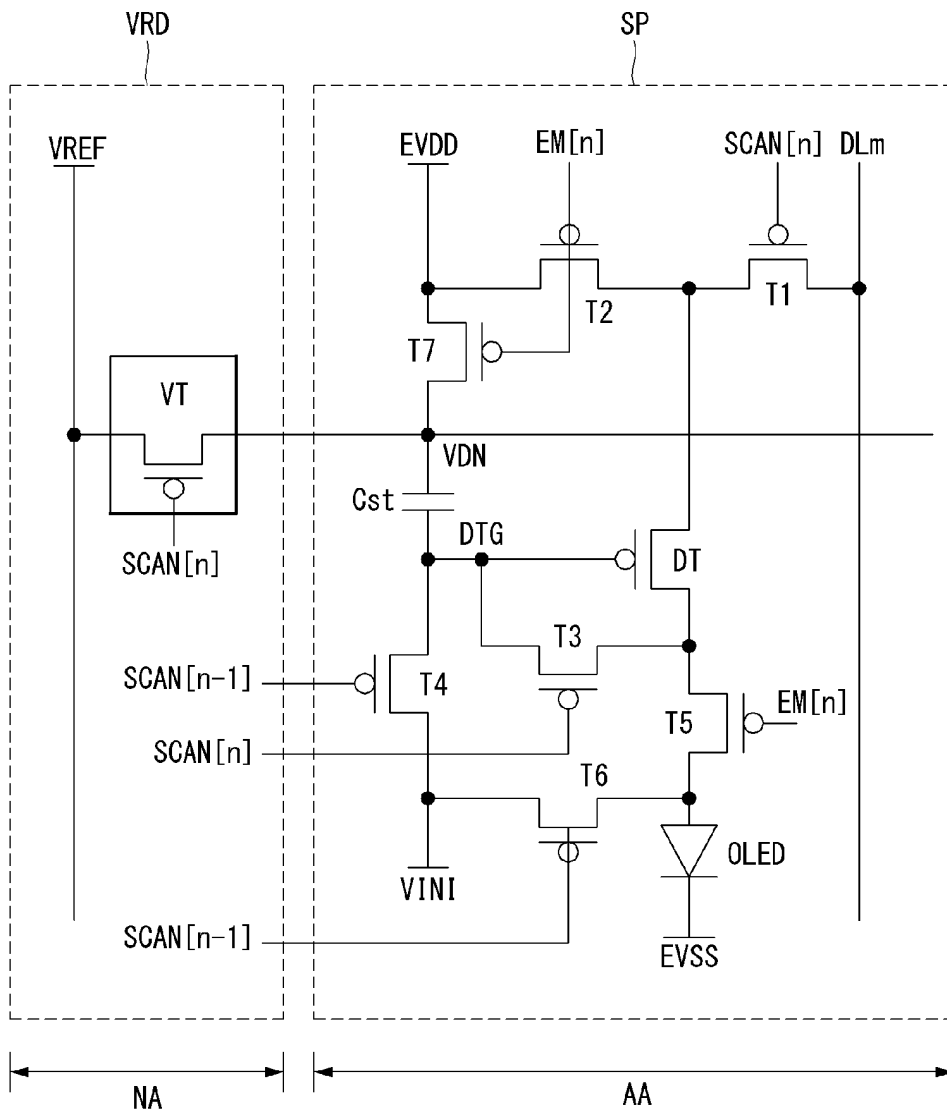 VRD SP
VREF EVDD EM[n] SCAN[n] DLm
T2 T1
T7
VT
VDN
Cst
DTG
DT
SCAN[n]
T3
SCAN[n-1] T4
T5 EM[n]
SCAN[n]
T6
OLED
VINI
SCAN[n-1]
EVSS
NA AA